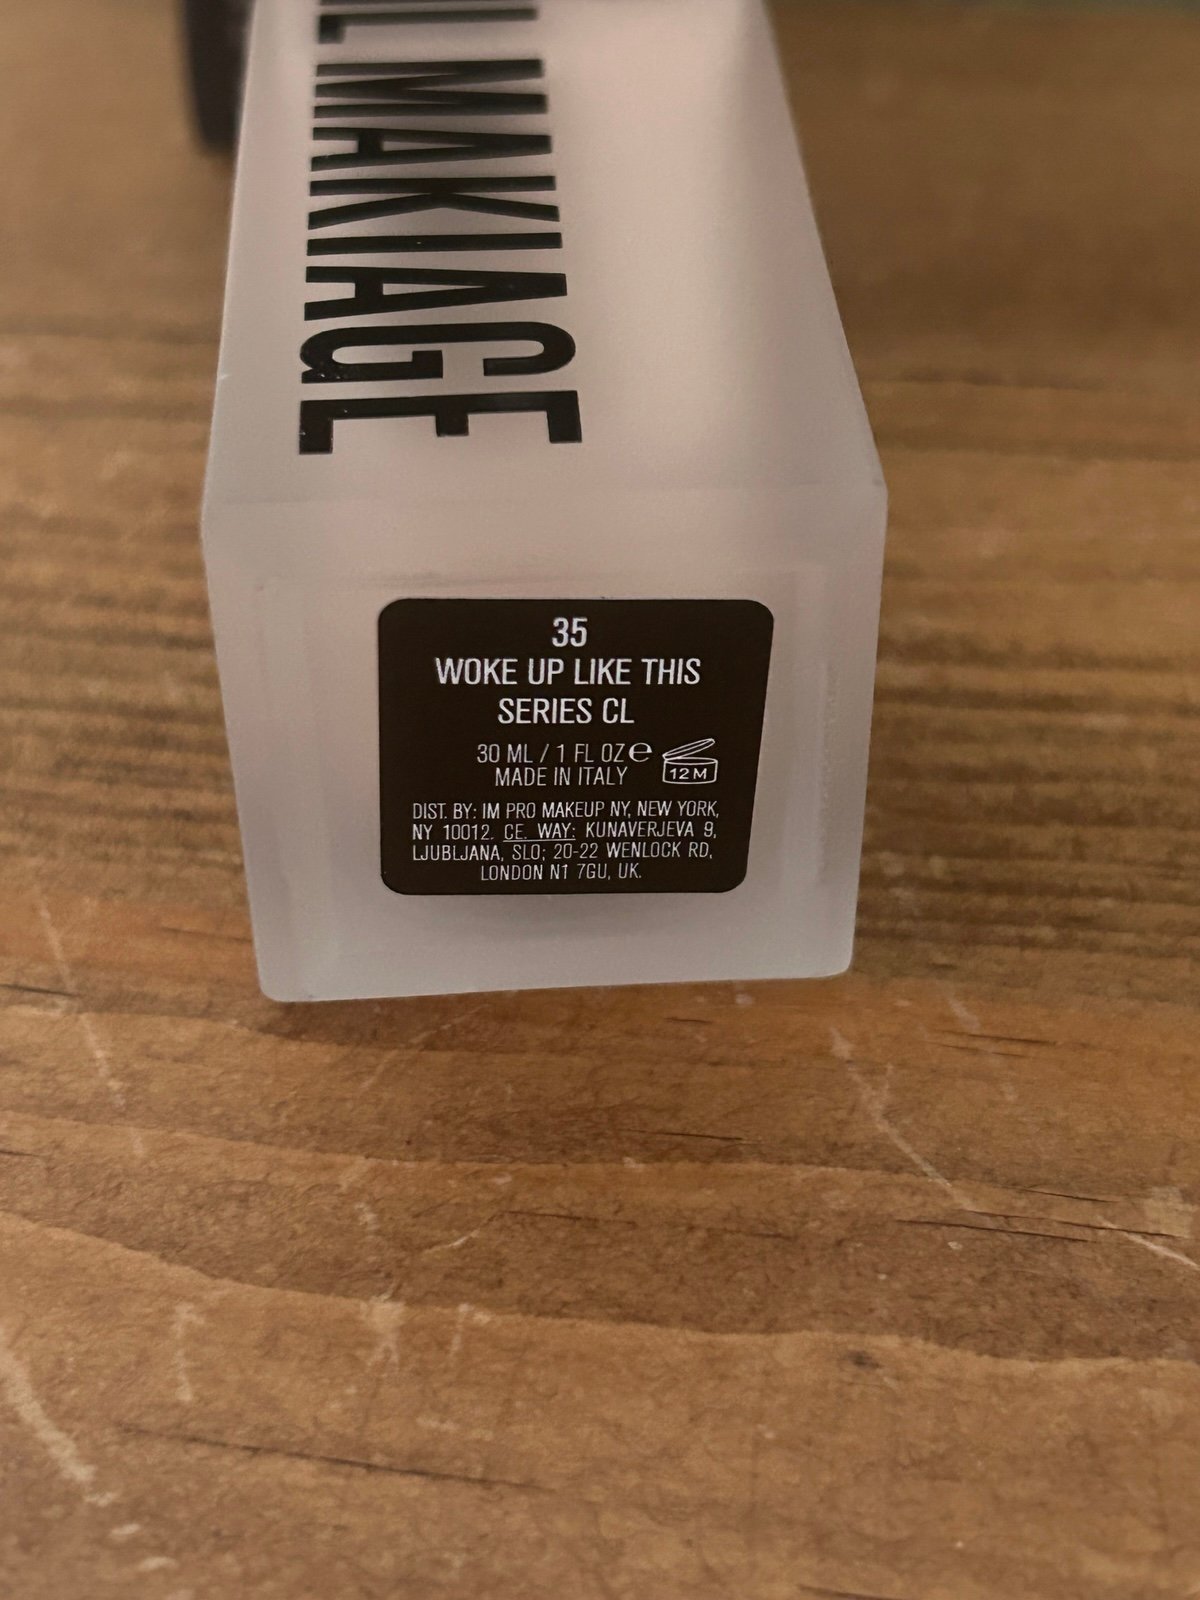 IL MAKIAGE
35
WOKE UP LIKE THIS
SERIES CL
30 ML / 1 FL OZ℮
MADE IN ITALY
12M
DIST. BY: IM PRO MAKEUP NY, NEW YORK,
NY 10012. CE. WAY: KUNAVERJEVA 9,
LJUBLJANA, SLO; 20-22 WENLOCK RD,
LONDON N1 7GU, UK.